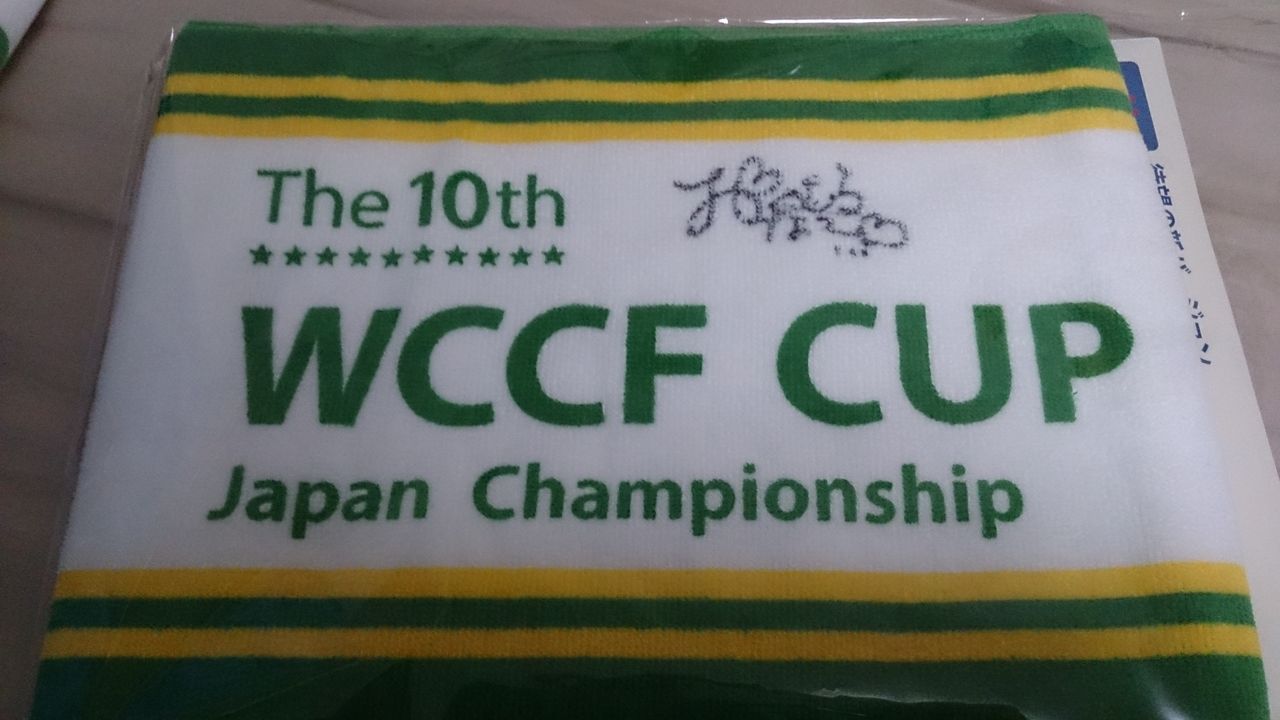 The 10th
WCCF CUP
Japan Championship